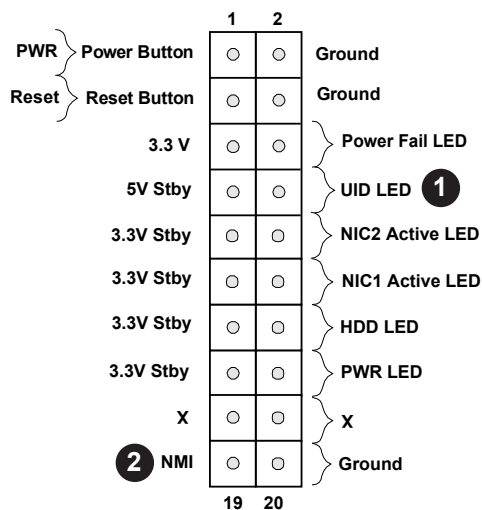 1 2
PWR Power Button Ground
Reset Reset Button Ground
3.3 V Power Fail LED
5V Stby UID LED 1
3.3V Stby NIC2 Active LED
3.3V Stby NIC1 Active LED
3.3V Stby HDD LED
3.3V Stby PWR LED
X X
2 NMI Ground
19 20